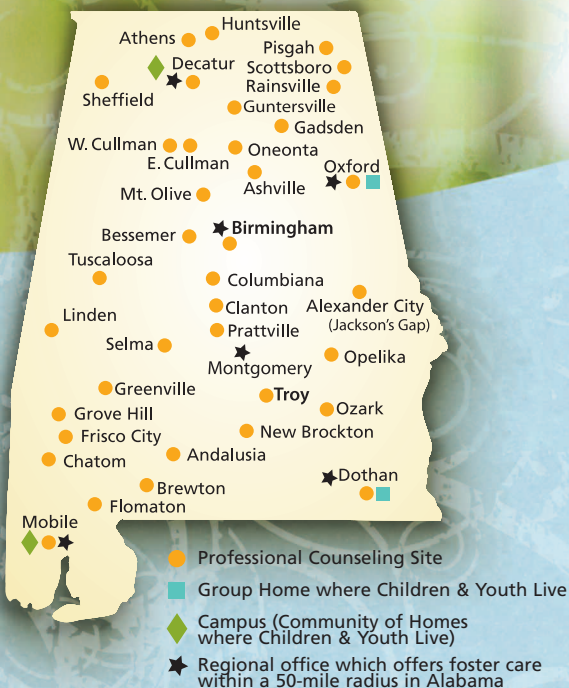 Huntsville
Athens
Pisgah
Decatur
Scottsboro
Rainsville
Sheffield
Guntersville
Gadsden
W. Cullman
Oneonta
E. Cullman
Oxford
Ashville
Mt. Olive
Birmingham
Bessemer
Tuscaloosa
Columbiana
Clanton
Alexander City
(Jackson's Gap)
Linden
Prattville
Selma
Opelika
Montgomery
Greenville
Troy
Ozark
Grove Hill
New Brockton
Frisco City
Andalusia
Chatom
Dothan
Brewton
Flomaton
Mobile
Professional Counseling Site
Group Home where Children & Youth Live
Campus (Community of Homes
where Children & Youth Live)
Regional office which offers foster care
within a 50-mile radius in Alabama